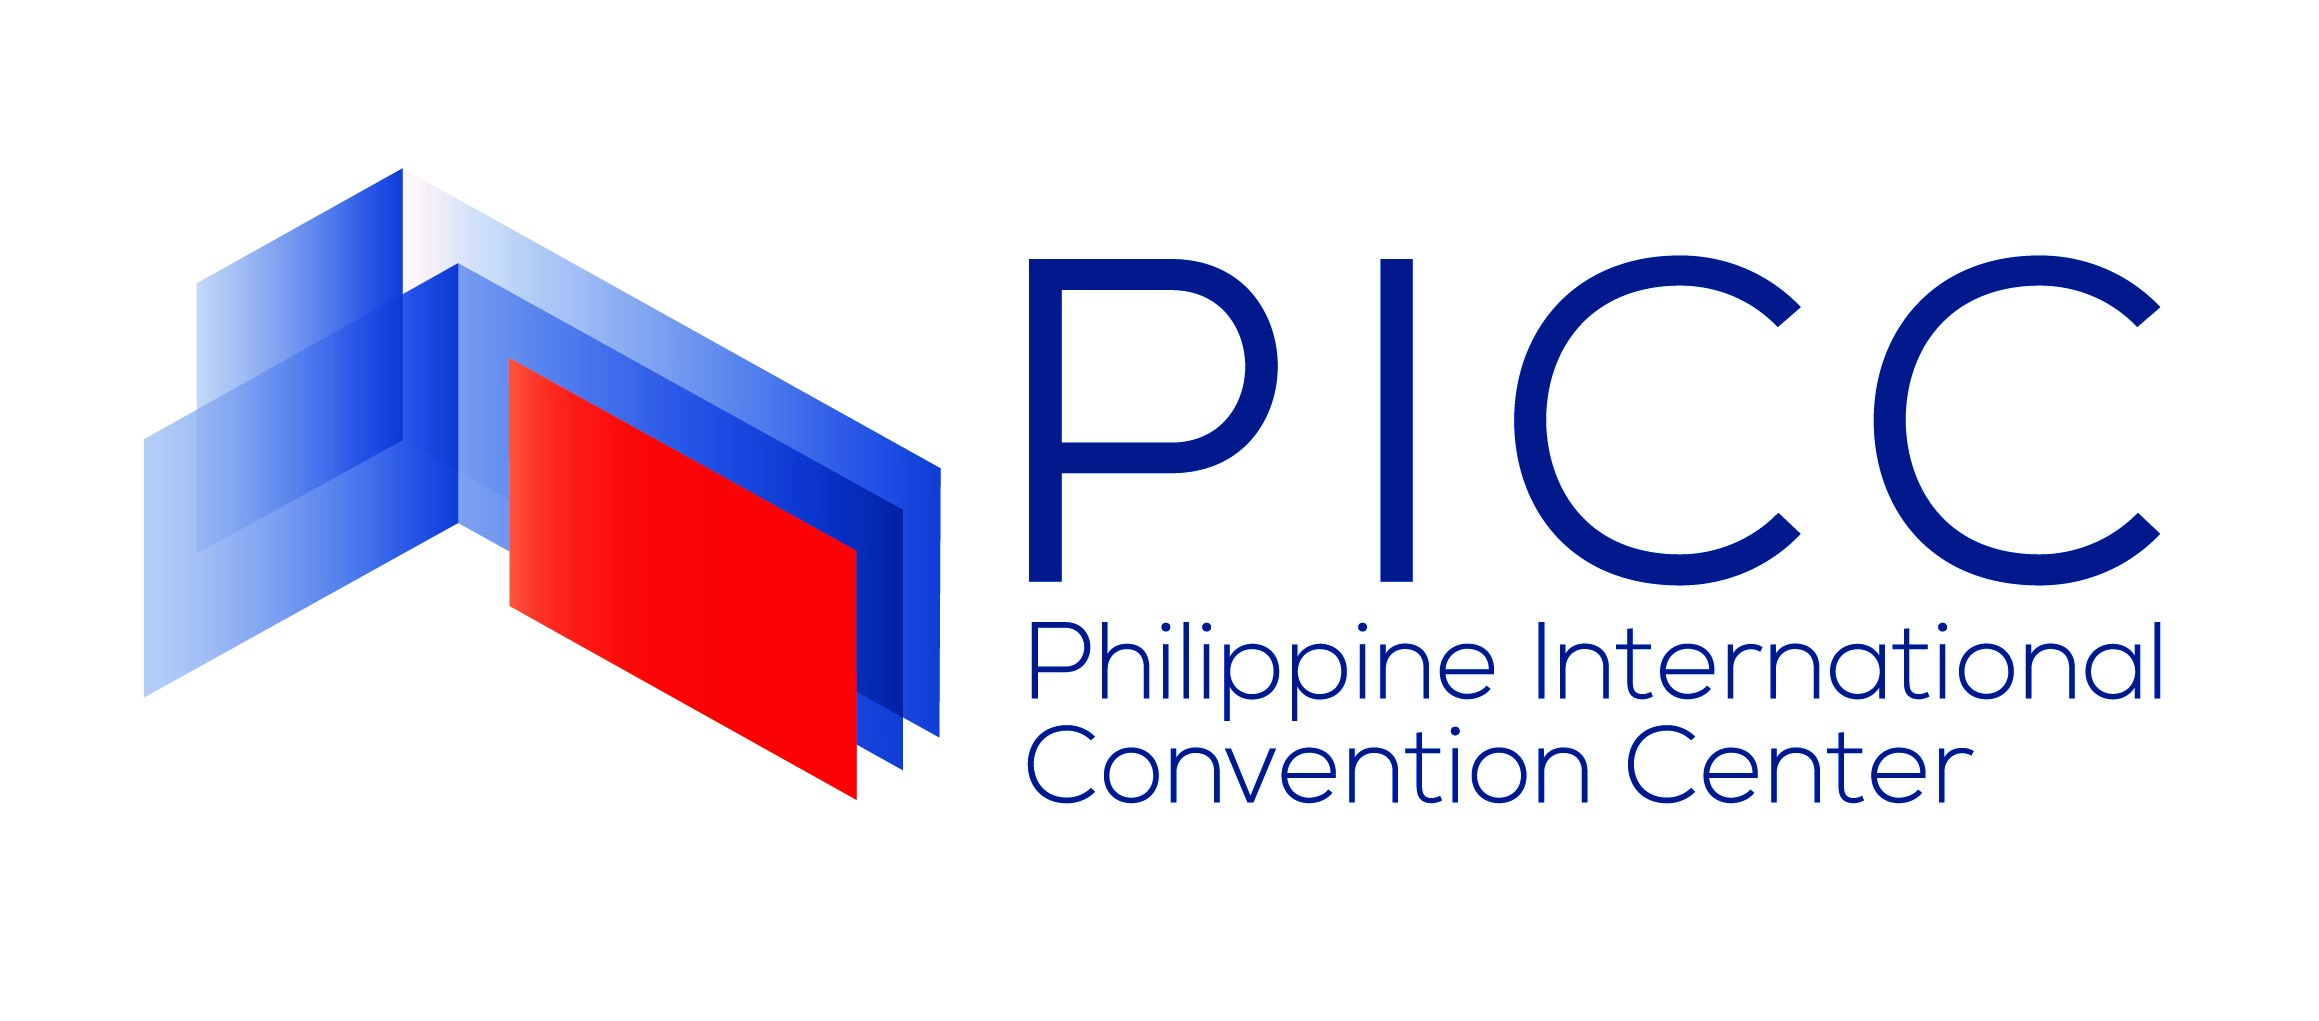 PICC
Philippine International
Convention Center